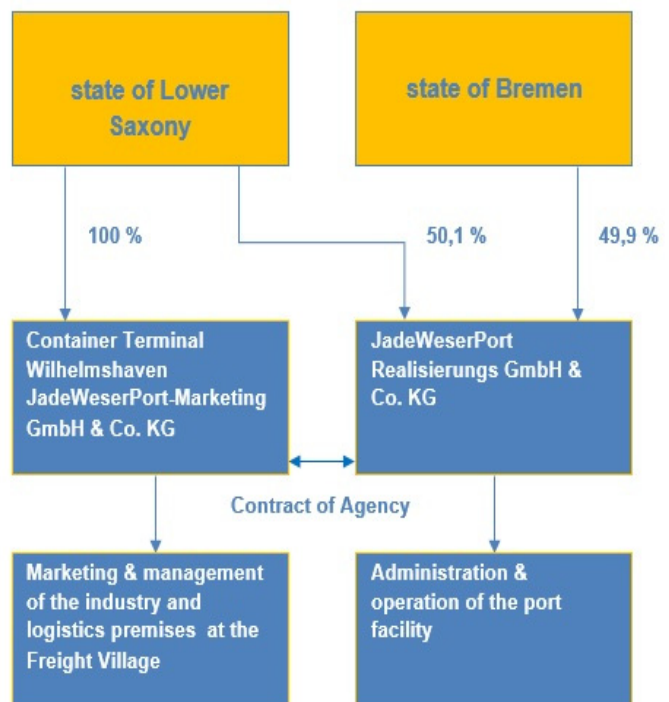 state of Lower
Saxony
state of Bremen
100 %
50,1 %
49,9 %
Container Terminal
Wilhelmshaven
JadeWeserPort-Marketing
GmbH & Co. KG
JadeWeserPort
Realisierungs GmbH &
Co. KG
Contract of Agency
Marketing & management
of the industry and
logistics premises at the
Freight Village
Administration &
operation of the port
facility